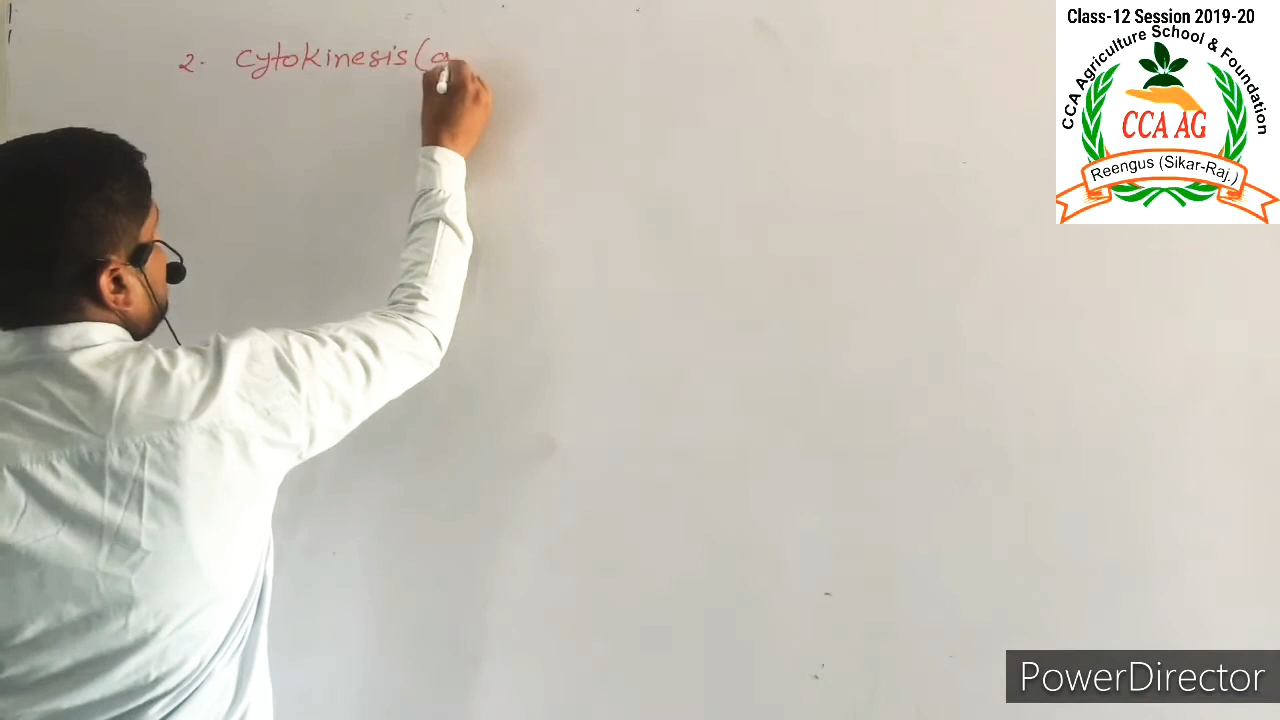 Class-12 Session 2019-20
CCA Agriculture School & Foundation
CCA AG
Reengus (Sikar-Raj.)
2. Cytokinesis (
PowerDirector